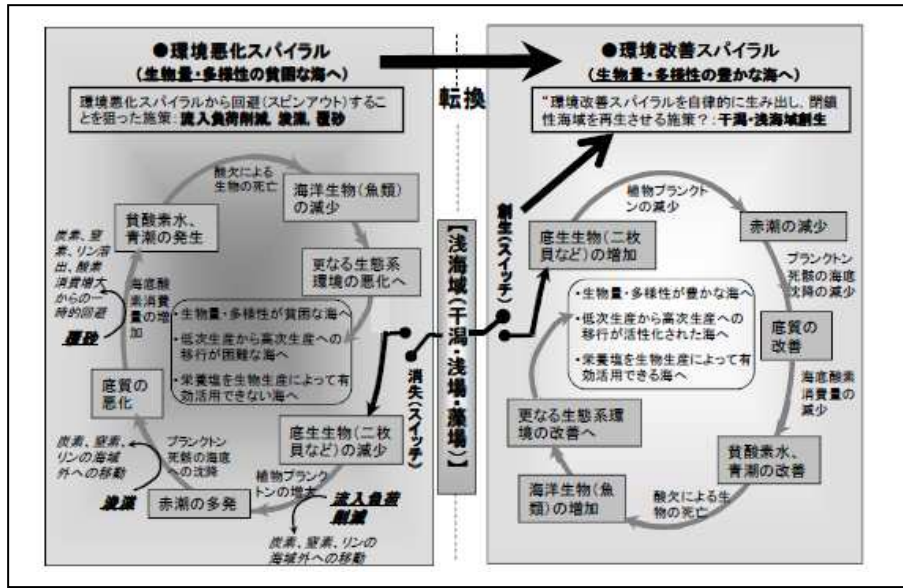 ●環境悪化スパイラル
(生物量・多様性の貧困な海へ)
環境悪化スパイラルから回避(スピンアウト)するこ
とを狙った施策：流入負荷削減, 浚渫, 覆砂
酸欠による
生物の死亡
海洋生物(魚類)
の減少
更なる生態系
環境の悪化へ
・生物量・多様性が貧困な海へ
・低次生産から高次生産への
移行が困難な海へ
・栄養塩を生物生産によって有
効活用できない海へ
底生生物(二枚
貝など)の減少
植物プランク
トンの増大
流入負荷
削減
炭素、窒素、リンの
海域外への移動
赤潮の多発
プランクトン
死骸の海底
への沈降
浚渫
炭素、窒素、
リンの海域
外への移動
底質の
悪化
海底酸
素消費
量の増
加
覆砂
炭素、窒
素、リン溶
出、酸素
消費増大
からの一
時的回避
貧酸素水、
青潮の発生
転換
【浅海域(干潟・浅場・藻場)】
消失(スイッチ)
創生(スイッチ)
●環境改善スパイラル
(生物量・多様性の豊かな海へ)
“環境改善スパイラルを自律的に生み出し、閉鎖
性海域を再生させる施策？：干潟・浅海域創生
植物プランク
トンの減少
底生生物(二枚
貝など)の増加
赤潮の減少
プランクトン
死骸の海底
沈降の減少
底質の
改善
海底酸素
消費量の
減少
貧酸素水、
青潮の改善
酸欠による生
物の死亡
海洋生物(魚
類)の増加
更なる生態系環
境の改善へ
・生物量・多様性が豊かな海へ
・低次生産から高次生産への
移行が活性化された海へ
・栄養塩を生物生産によって有
効活用できる海へ